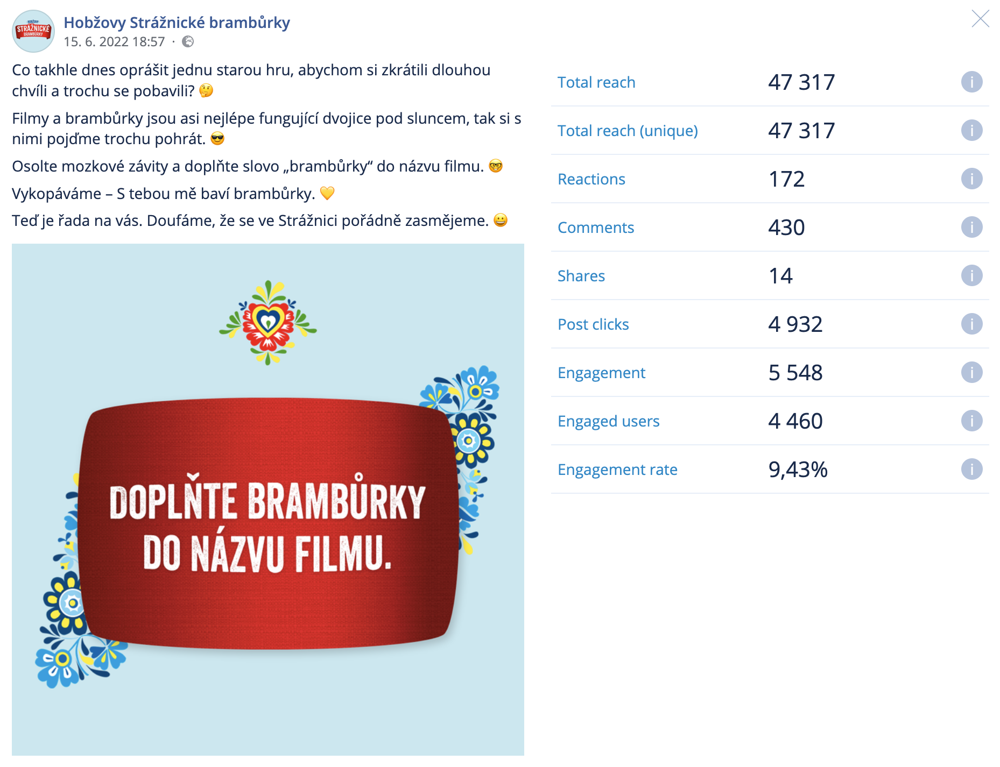 HOBŽOVY
STRÁŽNICKÉ
BRAMBŮRKY
Hobžovy Strážnické brambůrky
15. 6. 2022 18:57 ·
Co takhle dnes oprášit jednu starou hru, abychom si zkrátili dlouhou
chvíli a trochu se pobavili? 🤔
Filmy a brambůrky jsou asi nejlépe fungující dvojice pod sluncem, tak si s
nimi pojďme trochu pohrát. 😎
Osolte mozkové závity a doplňte slovo „brambůrky“ do názvu filmu. 🤓
Vykopáváme – S tebou mě baví brambůrky. 💛
Teď je řada na vás. Doufáme, že se ve Strážnici pořádně zasmějeme. 😀
DOPLŇTE BRAMBŮRKY
DO NÁZVU FILMU.
Total reach 47 317
Total reach (unique) 47 317
Reactions 172
Comments 430
Shares 14
Post clicks 4 932
Engagement 5 548
Engaged users 4 460
Engagement rate 9,43%